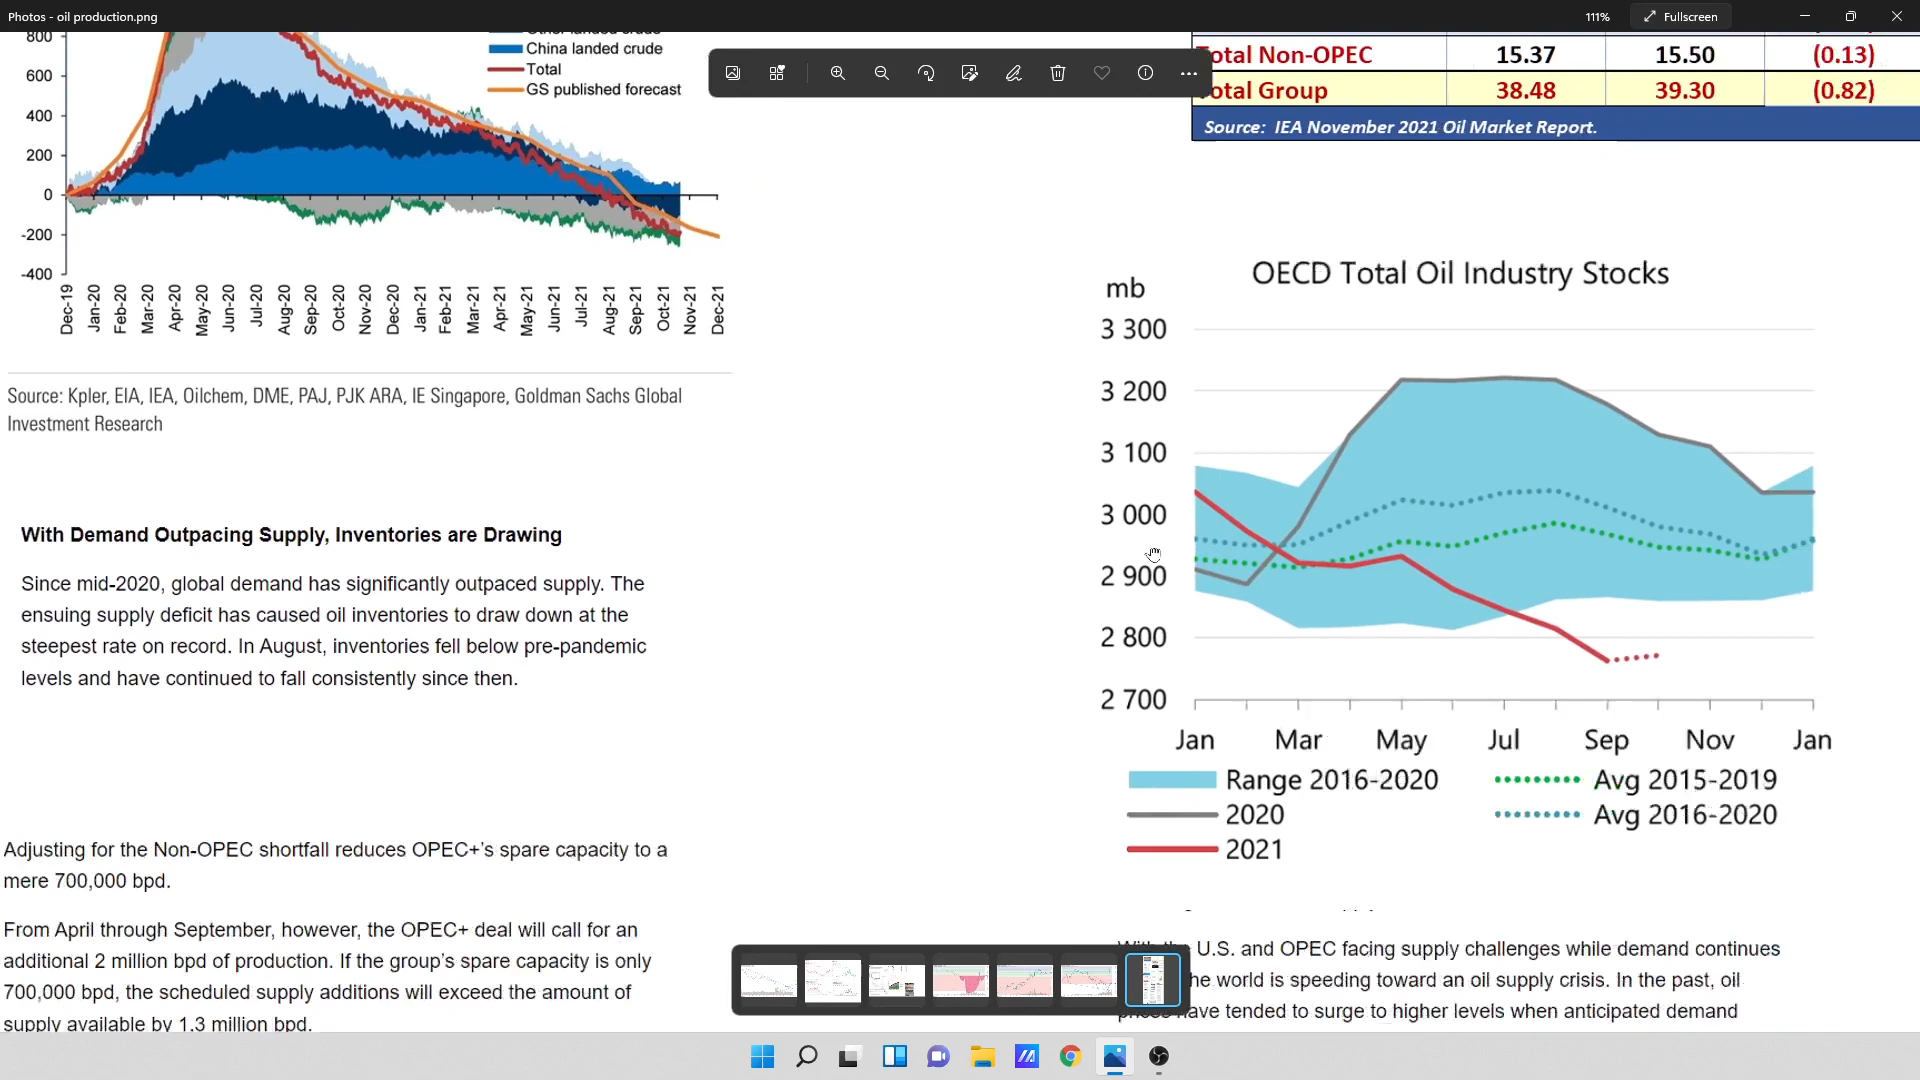 Photos - oil production.png
111%
Fullscreen
800
600
400
200
0
-200
-400
China landed crude
Total
GS published forecast
Dec-19
Jan-20
Feb-20
Mar-20
Apr-20
May-20
Jun-20
Jul-20
Aug-20
Sep-20
Oct-20
Nov-20
Dec-20
Jan-21
Feb-21
Mar-21
Apr-21
May-21
Jun-21
Jul-21
Aug-21
Sep-21
Oct-21
Nov-21
Dec-21
Source: Kpler, EIA, IEA, Oilchem, DME, PAJ, PJK ARA, IE Singapore, Goldman Sachs Global
Investment Research
With Demand Outpacing Supply, Inventories are Drawing
Since mid-2020, global demand has significantly outpaced supply. The
ensuing supply deficit has caused oil inventories to draw down at the
steepest rate on record. In August, inventories fell below pre-pandemic
levels and have continued to fall consistently since then.
Adjusting for the Non-OPEC shortfall reduces OPEC+'s spare capacity to a
mere 700,000 bpd.
From April through September, however, the OPEC+ deal will call for an
additional 2 million bpd of production. If the group's spare capacity is only
700,000 bpd, the scheduled supply additions will exceed the amount of
supply available by 1.3 million bpd.
Total Non-OPEC 15.37 15.50 (0.13)
Total Group 38.48 39.30 (0.82)
Source: IEA November 2021 Oil Market Report.
OECD Total Oil Industry Stocks
mb
3 300
3 200
3 100
3 000
2 900
2 800
2 700
Jan Mar May Jul Sep Nov Jan
Range 2016-2020
Avg 2015-2019
2020
Avg 2016-2020
2021
With the U.S. and OPEC facing supply challenges while demand continues
the world is speeding toward an oil supply crisis. In the past, oil
prices have tended to surge to higher levels when anticipated demand